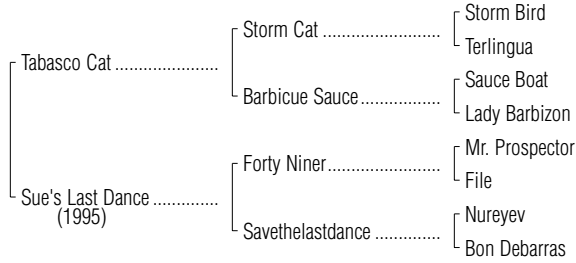 Storm Bird
Storm Cat ........................
Terlingua
Tabasco Cat .....................
Sauce Boat
Barbicue Sauce................
Lady Barbizon
Mr. Prospector
Forty Niner.......................
File
Sue's Last Dance .............
(1995)
Nureyev
Savethelastdance .............
Bon Debarras